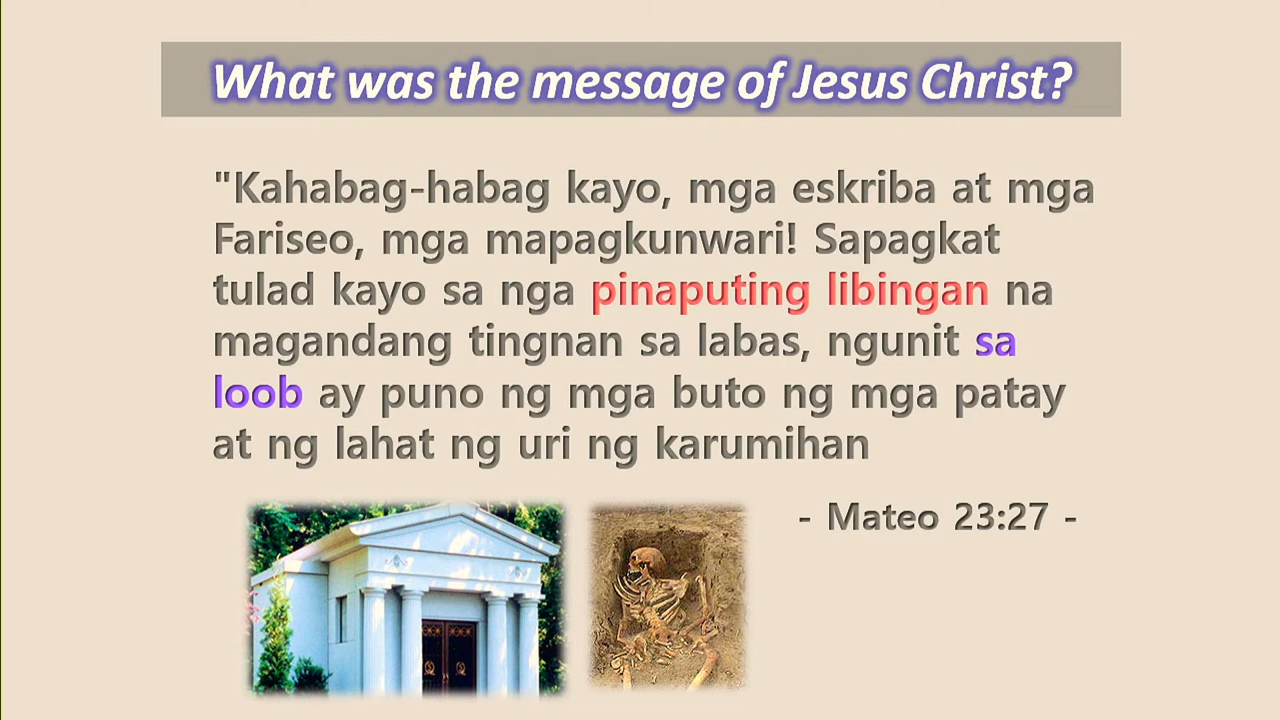 What was the message of Jesus Christ?
"Kahabag-habag kayo, mga eskriba at mga
Fariseo, mga mapagkunwari! Sapagkat
tulad kayo sa nga pinaputing libingan na
magandang tingnan sa labas, ngunit sa
loob ay puno ng mga buto ng mga patay
at ng lahat ng uri ng karumihan
- Mateo 23:27 -